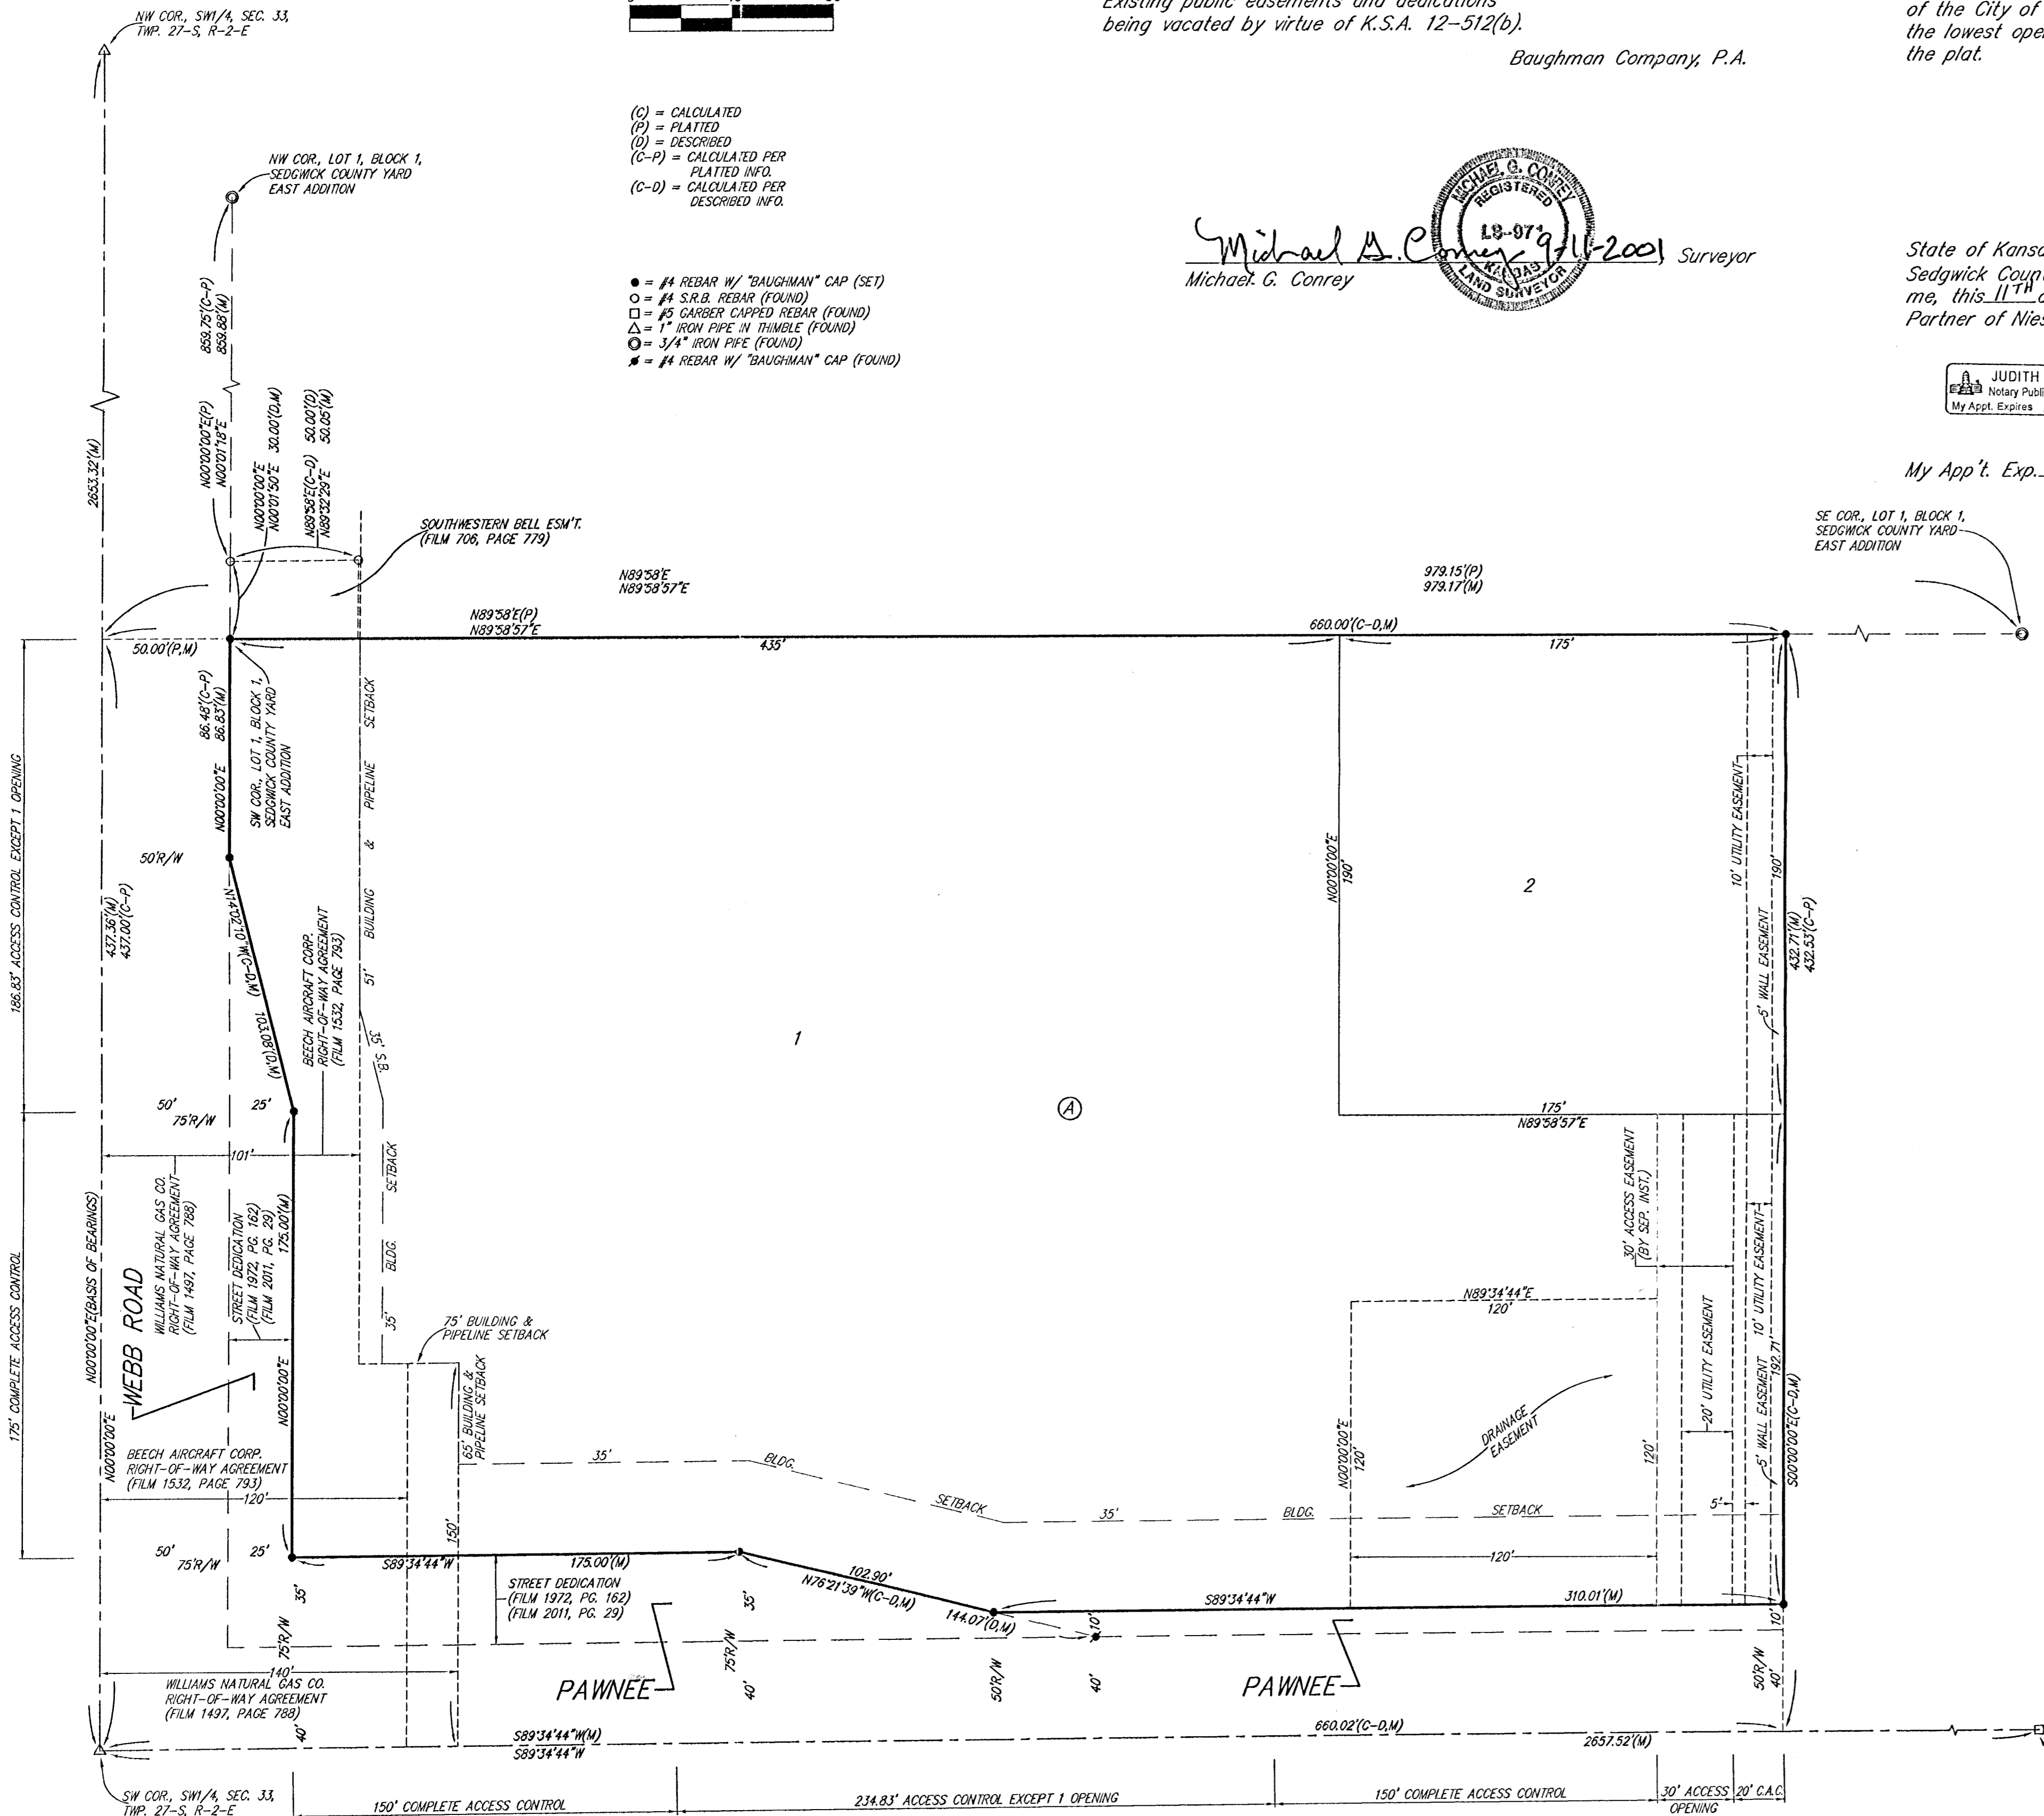 NW COR., SW1/4, SEC. 33,
TWP. 27-S, R-2-E
Existing public easements and dedications
being vacated by virtue of K.S.A. 12-512(b).
Baughman Company, P.A.
of the City of
the plat.
(C) = CALCULATED
(P) = PLATTED
(D) = DESCRIBED
(C-P) = CALCULATED PER
PLATTED INFO.
(C-D) = CALCULATED PER
DESCRIBED INFO.
NW COR., LOT 1, BLOCK 1,
SEDGWICK COUNTY YARD
EAST ADDITION
● = #4 REBAR W/ "BAUGHMAN" CAP (SET)
○ = #4 S.R.B. REBAR (FOUND)
□ = #5 GARBER CAPPED REBAR (FOUND)
△ = 1" IRON PIPE IN THIMBLE (FOUND)
◎ = 3/4" IRON PIPE (FOUND)
= #4 REBAR W/ "BAUGHMAN" CAP (FOUND)
MICHAEL G. CONREY
REGISTERED
LS-971
KANSAS
LAND SURVEYOR
Michael G. Conrey 9-11-2001 Surveyor
Michael G. Conrey
State of Kansa
Sedgwick Coun
me, this 11TH
Partner of Nies
JUDITH
Notary Publi
My Appt. Expires
My App't. Exp.
SE COR., LOT 1, BLOCK 1,
SEDGWICK COUNTY YARD
EAST ADDITION
2653.32'(M)
859.75'(C-P)
859.88'(M)
N00°00'00"E(P)
N00°01'18"E
N00°00'00"E
N00°01'50"E 30.00'(D,M)
N89°58'E(C-D) 50.00'(D)
N89°32'29"E 50.05'(M)
SOUTHWESTERN BELL ESM'T.
(FILM 706, PAGE 779)
N89°58'E
N89°58'57"E
979.15'(P)
979.17'(M)
N89°58'E(P)
N89°58'57"E
435'
660.00'(C-D,M)
175'
50.00'(P,M)
86.48'(C-P)
86.83'(M)
N00°00'00"E
SW COR., LOT 1, BLOCK 1,
SEDGWICK COUNTY YARD
EAST ADDITION
51' BUILDING & PIPELINE SETBACK
186.83' ACCESS CONTROL EXCEPT 1 OPENING
50'R/W
437.36'(M)
437.00'(C-P)
N14°02'10"W(C-D,M) 103.08'(D,M)
BEECH AIRCRAFT CORP.
RIGHT-OF-WAY AGREEMENT
(FILM 1532, PAGE 793)
35' S.B.
N00°00'00"E
190'
2
10' UTILITY EASEMENT
5' WALL EASEMENT
190'
432.71'(M)
432.53'(C-P)
1
A
50'
25'
75'R/W
101'
175'
N89°58'57"E
175' COMPLETE ACCESS CONTROL
N00°00'00"E(BASIS OF BEARINGS)
WEBB ROAD
WILLIAMS NATURAL GAS CO.
RIGHT-OF-WAY AGREEMENT
(FILM 1497, PAGE 788)
STREET DEDICATION
(FILM 1972, PG. 162)
(FILM 2011, PG. 29)
175.00'(M)
N00°00'00"E
35' BLDG. SETBACK
75' BUILDING &
PIPELINE SETBACK
65' BUILDING &
PIPELINE SETBACK
30' ACCESS EASEMENT
(BY SEP. INST.)
20' UTILITY EASEMENT
10' UTILITY EASEMENT
5' WALL EASEMENT
192.71'
S00°00'00"E(C-D,M)
N89°34'44"E
120'
N00°00'00"E
120'
DRAINAGE
EASEMENT
120'
N00°00'00"E
BEECH AIRCRAFT CORP.
RIGHT-OF-WAY AGREEMENT
(FILM 1532, PAGE 793)
120'
150'
35' BLDG. SETBACK
35' BLDG. SETBACK
5'
50'
25'
75'R/W
S89°34'44"W
175.00'(M)
102.90'
N76°21'39"W(C-D,M)
144.07'(D,M)
120'
S89°34'44"W
310.01'(M)
STREET DEDICATION
(FILM 1972, PG. 162)
(FILM 2011, PG. 29)
35'
75'R/W
40'
35'
75'R/W
40'
50'R/W
10'
40'
10'
50'R/W
40'
140'
WILLIAMS NATURAL GAS CO.
RIGHT-OF-WAY AGREEMENT
(FILM 1497, PAGE 788)
PAWNEE
PAWNEE
S89°34'44"W(M)
S89°34'44"W
660.02'(C-D,M)
2657.52'(M)
SW COR., SW1/4, SEC. 33,
TWP. 27-S, R-2-E
150' COMPLETE ACCESS CONTROL
234.83' ACCESS CONTROL EXCEPT 1 OPENING
150' COMPLETE ACCESS CONTROL
30' ACCESS
OPENING
20' C.A.C.